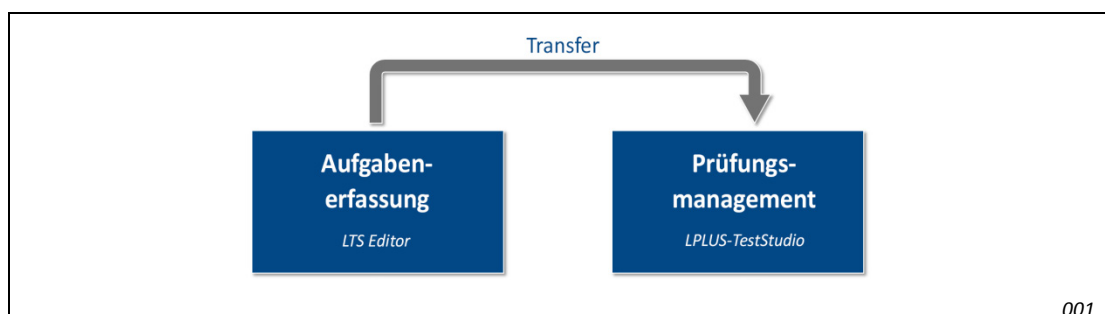 Transfer
Aufgaben-
erfassung
LTS Editor
Prüfungs-
management
LPLUS-TestStudio
001